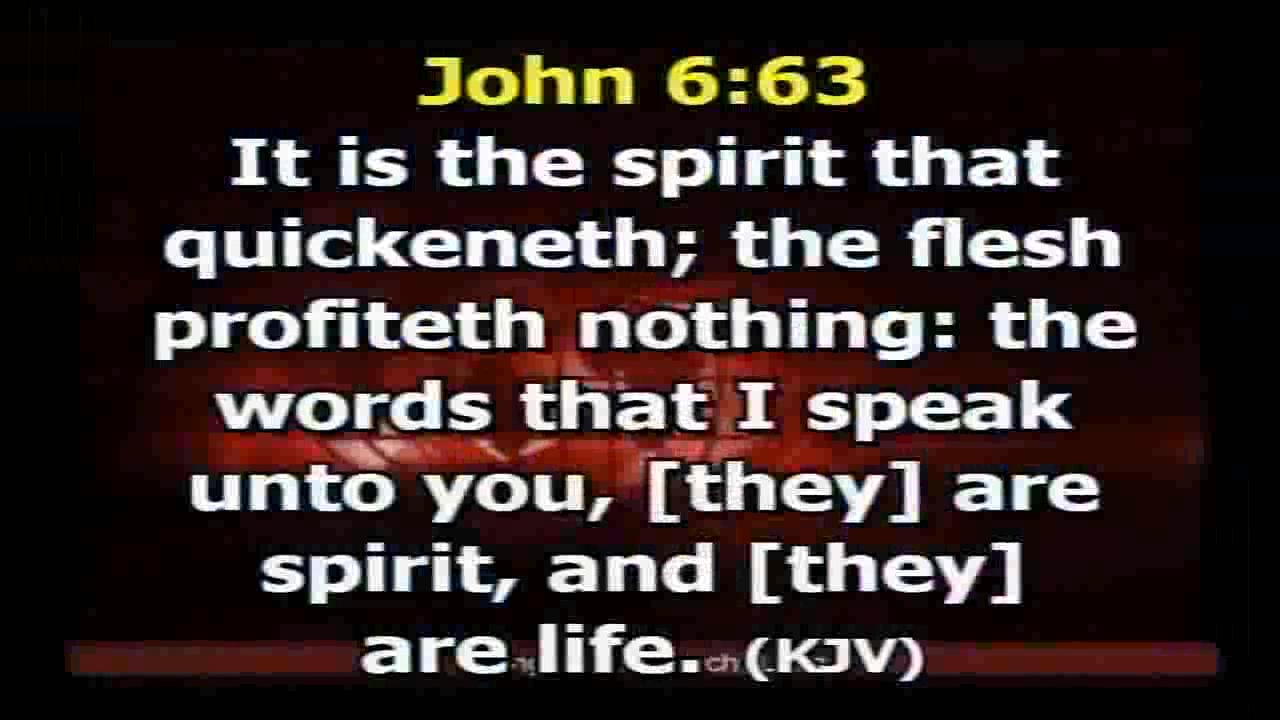 John 6:63
It is the spirit that
quickeneth; the flesh
profiteth nothing: the
words that I speak
unto you, [they] are
spirit, and [they]
are life. (KJV)